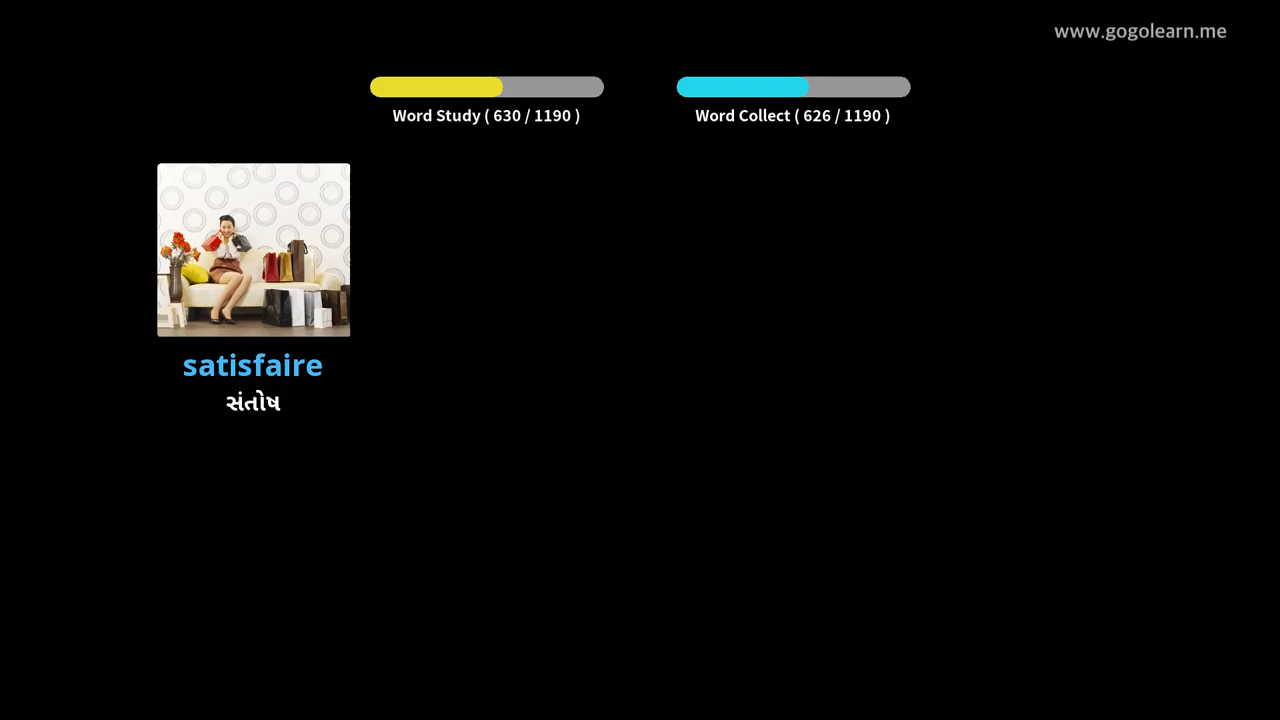 www.gogolearn.me
Word Study ( 630 / 1190 )
Word Collect ( 626 / 1190 )
satisfaire
સંતોષ